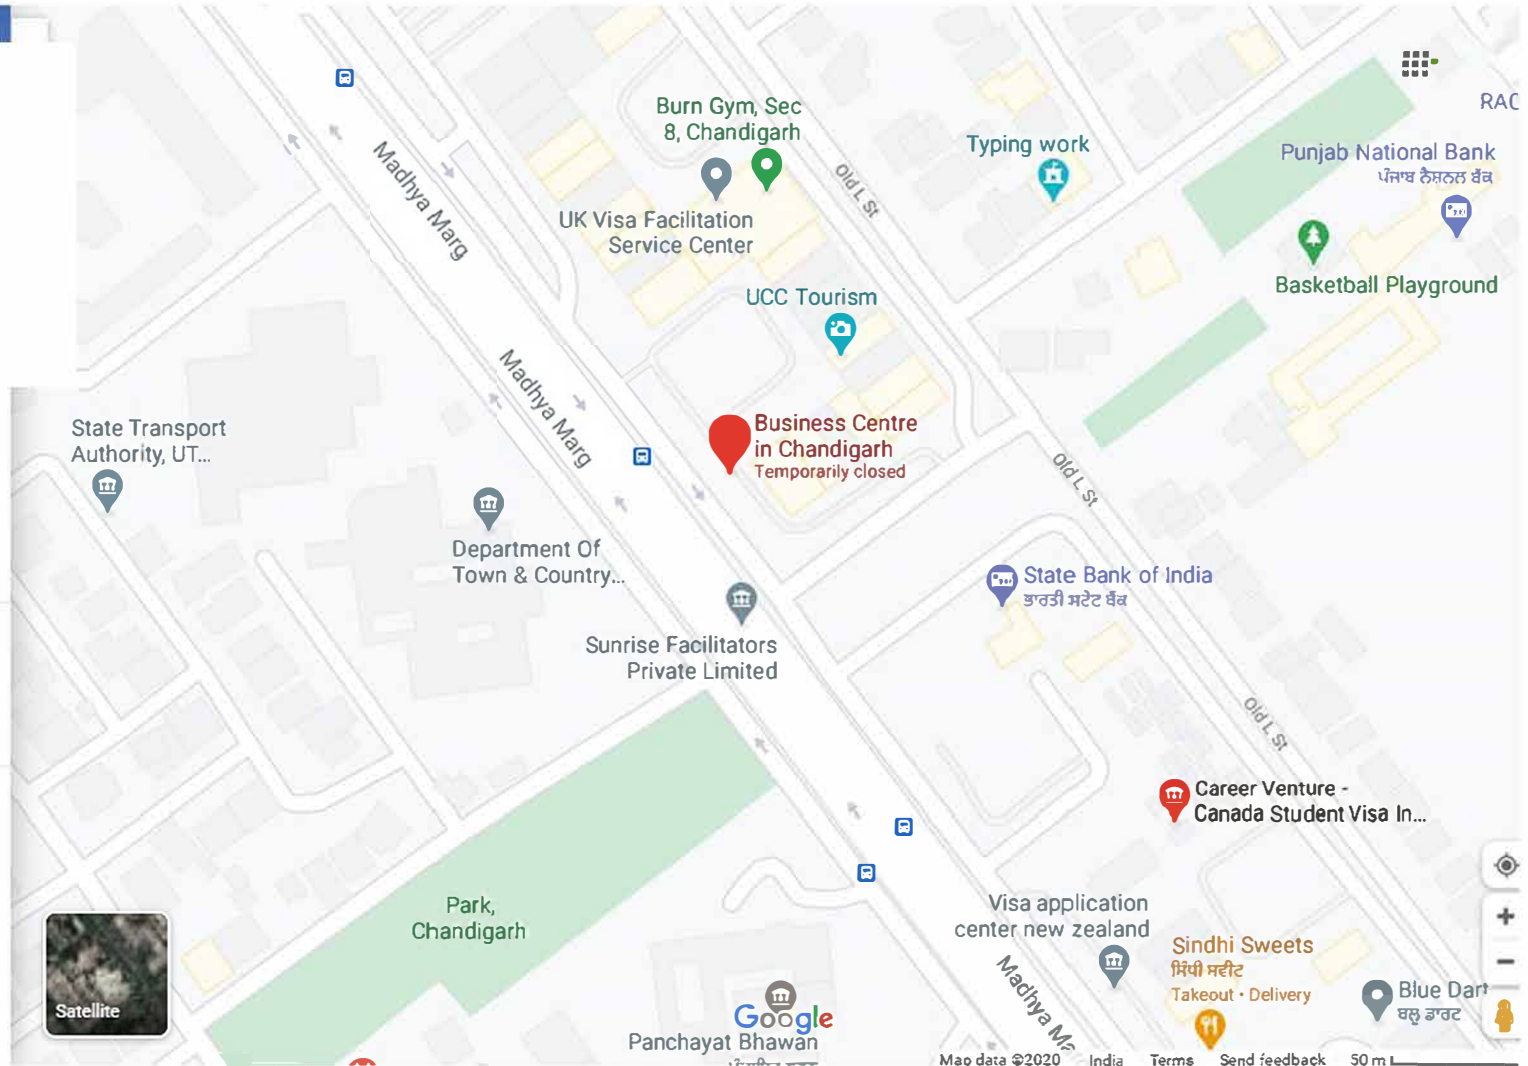 Burn Gym, Sec
8, Chandigarh
RAC
Typing work
Punjab National Bank
ਪੰਜਾਬ ਨੈਸ਼ਨਲ ਬੈਂਕ
Madhya Marg
Old L St
UK Visa Facilitation
Service Center
Basketball Playground
UCC Tourism
Madhya Marg
State Transport
Authority, UT...
Business Centre
in Chandigarh
Temporarily closed
Old L St
Department Of
Town & Country...
State Bank of India
ਭਾਰਤੀ ਸਟੇਟ ਬੈਂਕ
Sunrise Facilitators
Private Limited
Old L St
Career Venture -
Canada Student Visa In...
Park,
Chandigarh
Visa application
center new zealand
Sindhi Sweets
ਸਿੰਧੀ ਸਵੀਟ
Takeout • Delivery
Madhya Ma
Blue Dart
ਬਲੂ ਡਾਰਟ
Satellite
Google
Panchayat Bhawan
Map data ©2020 India Terms Send feedback 50 m